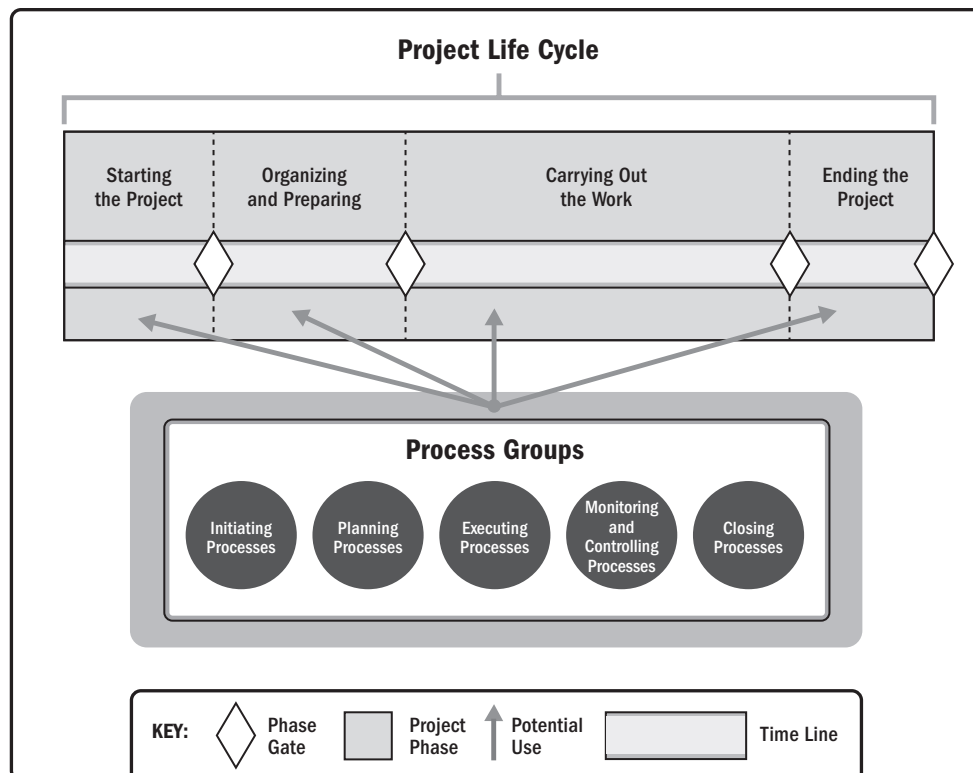 Project Life Cycle
Starting
the Project
Organizing
and Preparing
Carrying Out
the Work
Ending the
Project
Process Groups
Initiating
Processes
Planning
Processes
Executing
Processes
Monitoring
and
Controlling
Processes
Closing
Processes
KEY:
Phase
Gate
Project
Phase
Potential
Use
Time Line